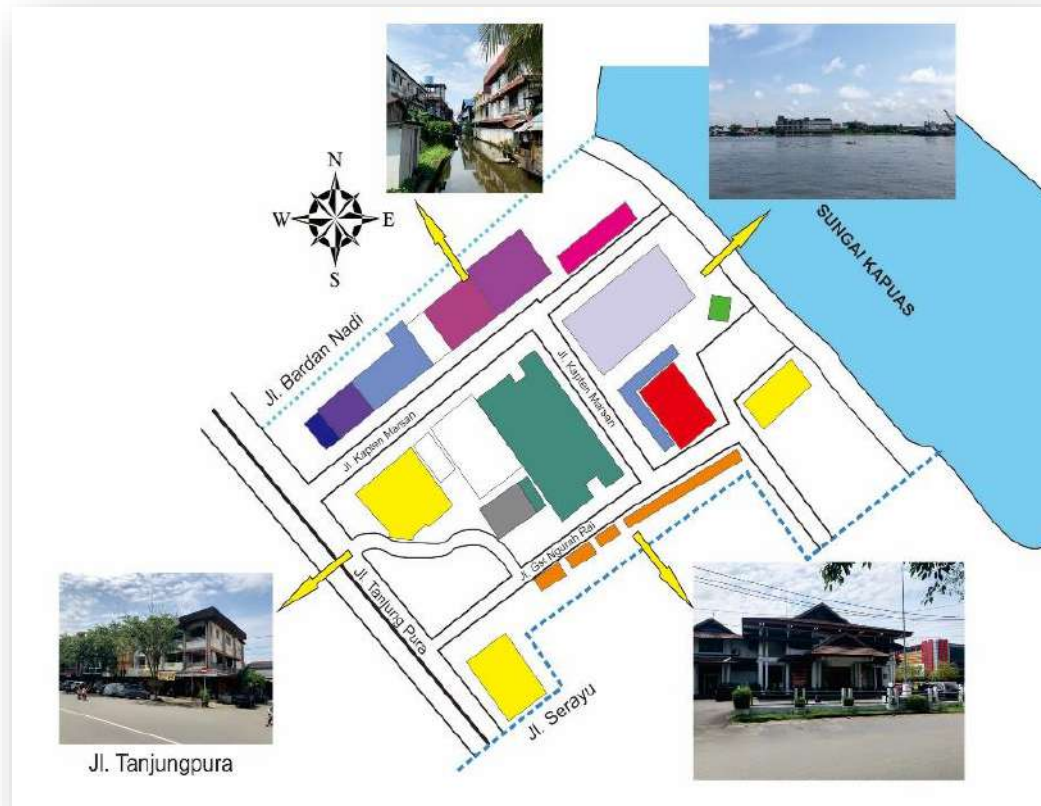 N
W
E
S
SUNGAI KAPUAS
Jl. Bardan Nadi
Jl. Kapten Marsan
Jl. Kapten Marsan
Jl. Gst Ngurah Rai
Jl. Tanjung Pura
Jl. Serayu
Jl. Tanjungpura